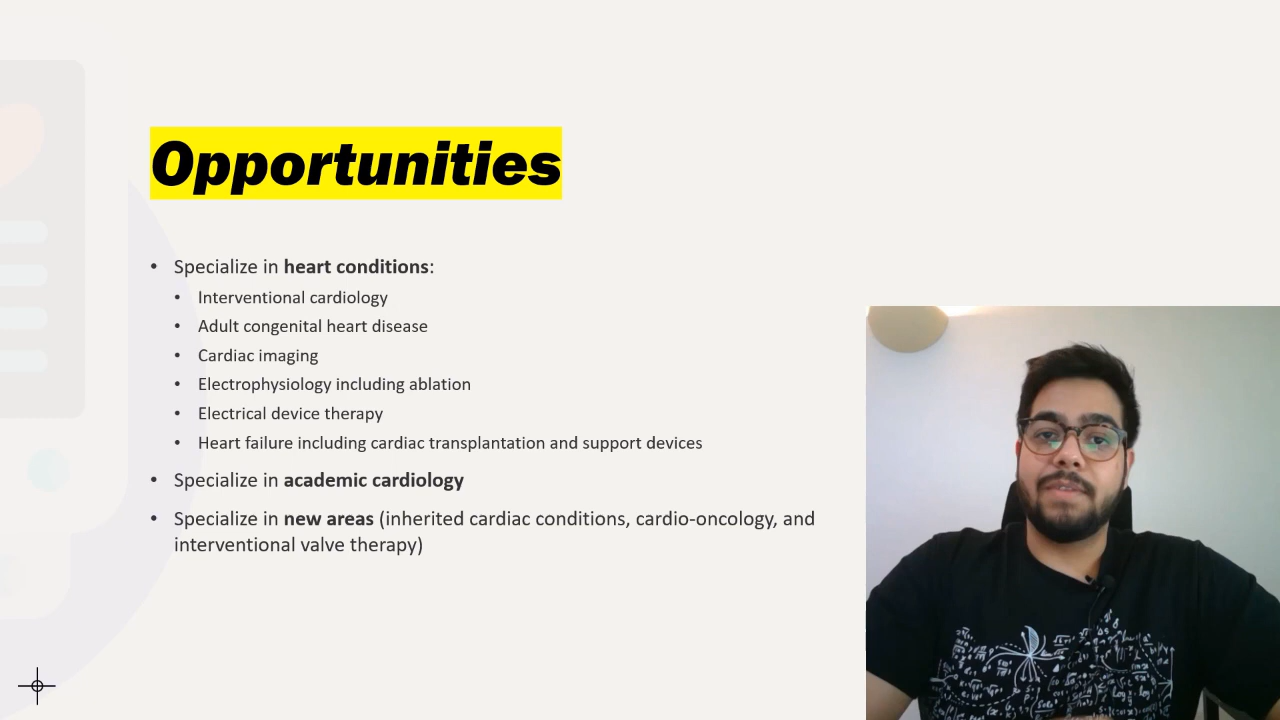 Opportunities
• Specialize in heart conditions:
• Interventional cardiology
• Adult congenital heart disease
• Cardiac imaging
• Electrophysiology including ablation
• Electrical device therapy
• Heart failure including cardiac transplantation and support devices
• Specialize in academic cardiology
• Specialize in new areas (inherited cardiac conditions, cardio-oncology, and
interventional valve therapy)